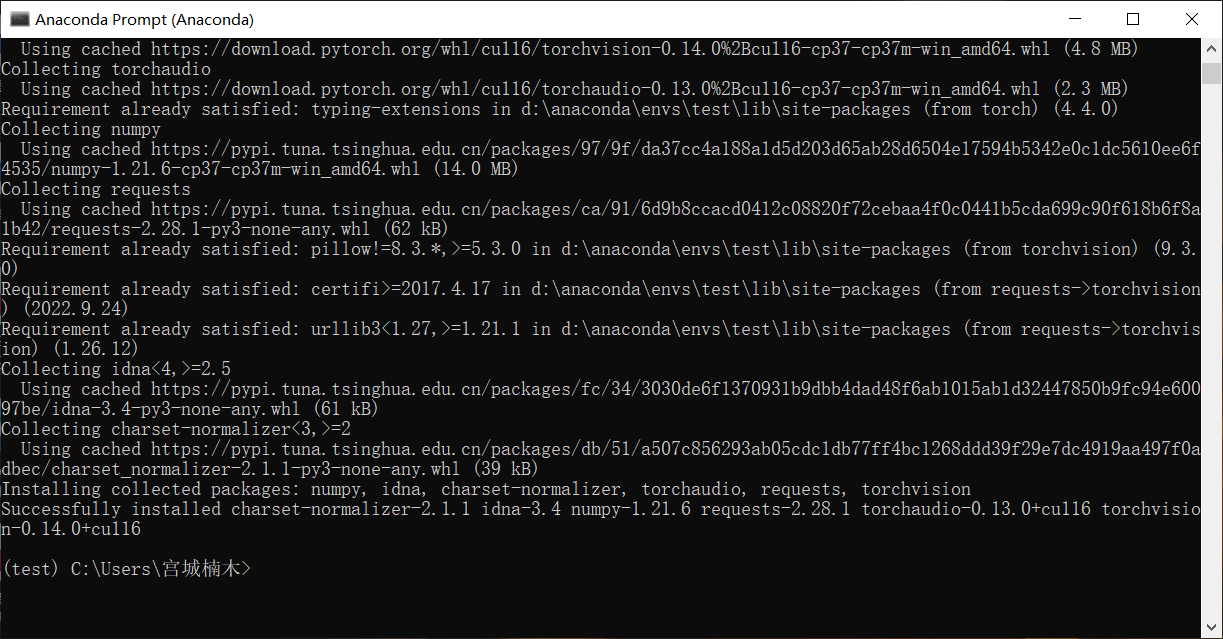 Anaconda Prompt (Anaconda)
Using cached https://download.pytorch.org/whl/cu116/torchvision-0.14.0%2Bcu116-cp37-cp37m-win_amd64.whl (4.8 MB)
Collecting torchaudio
Using cached https://download.pytorch.org/whl/cu116/torchaudio-0.13.0%2Bcu116-cp37-cp37m-win_amd64.whl (2.3 MB)
Requirement already satisfied: typing-extensions in d:\anaconda\envs\test\lib\site-packages (from torch) (4.4.0)
Collecting numpy
Using cached https://pypi.tuna.tsinghua.edu.cn/packages/97/9f/da37cc4a188a1d5d203d65ab28d6504e17594b5342e0c1dc5610ee6f
4535/numpy-1.21.6-cp37-cp37m-win_amd64.whl (14.0 MB)
Collecting requests
Using cached https://pypi.tuna.tsinghua.edu.cn/packages/ca/91/6d9b8ccacd0412c08820f72cebaa4f0c0441b5cda699c90f618b6f8a
1b42/requests-2.28.1-py3-none-any.whl (62 kB)
Requirement already satisfied: pillow!=8.3.*,>=5.3.0 in d:\anaconda\envs\test\lib\site-packages (from torchvision) (9.3.
0)
Requirement already satisfied: certifi>=2017.4.17 in d:\anaconda\envs\test\lib\site-packages (from requests->torchvision
) (2022.9.24)
Requirement already satisfied: urllib3<1.27,>=1.21.1 in d:\anaconda\envs\test\lib\site-packages (from requests->torchvis
ion) (1.26.12)
Collecting idna<4,>=2.5
Using cached https://pypi.tuna.tsinghua.edu.cn/packages/fc/34/3030de6f1370931b9dbb4dad48f6ab1015ab1d32447850b9fc94e600
97be/idna-3.4-py3-none-any.whl (61 kB)
Collecting charset-normalizer<3,>=2
Using cached https://pypi.tuna.tsinghua.edu.cn/packages/db/51/a507c856293ab05cdc1db77ff4bc1268ddd39f29e7dc4919aa497f0a
dbec/charset_normalizer-2.1.1-py3-none-any.whl (39 kB)
Installing collected packages: numpy, idna, charset-normalizer, torchaudio, requests, torchvision
Successfully installed charset-normalizer-2.1.1 idna-3.4 numpy-1.21.6 requests-2.28.1 torchaudio-0.13.0+cu116 torchvisio
n-0.14.0+cu116
(test) C:\Users\宫城楠木>